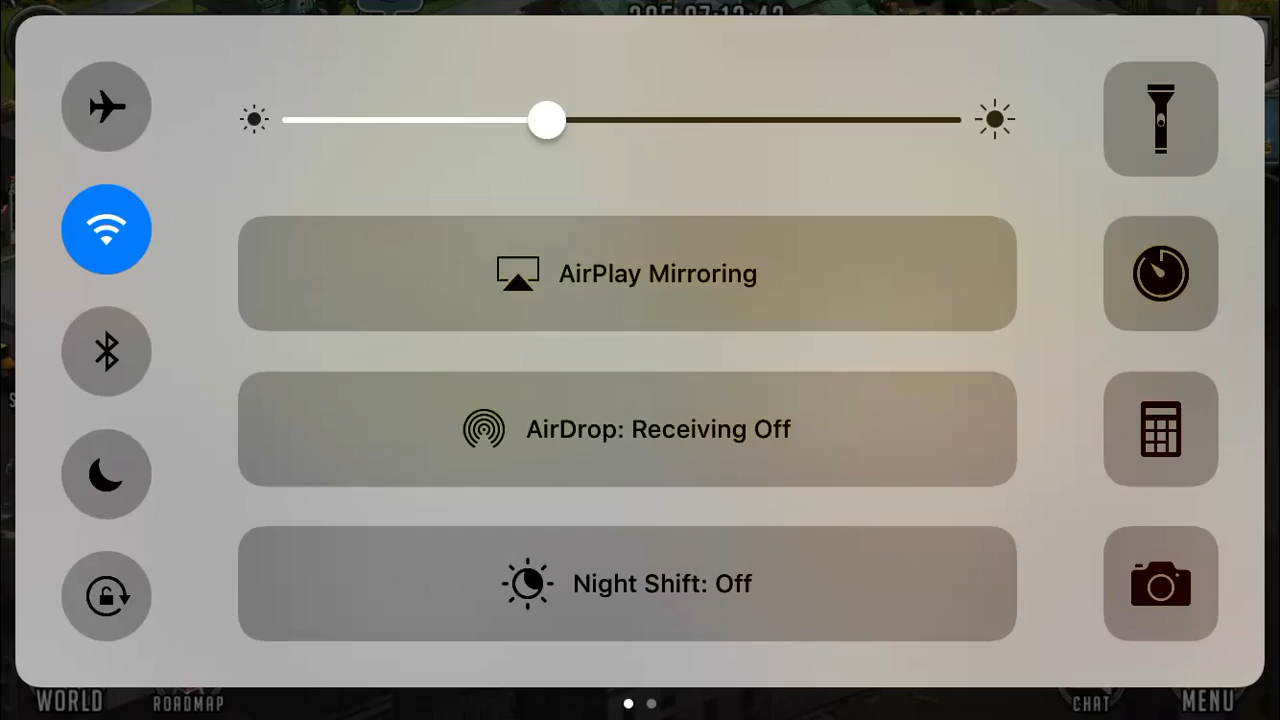 AirPlay Mirroring
AirDrop: Receiving Off
Night Shift: Off
WORLD
ROADMAP
CHAT
MENU